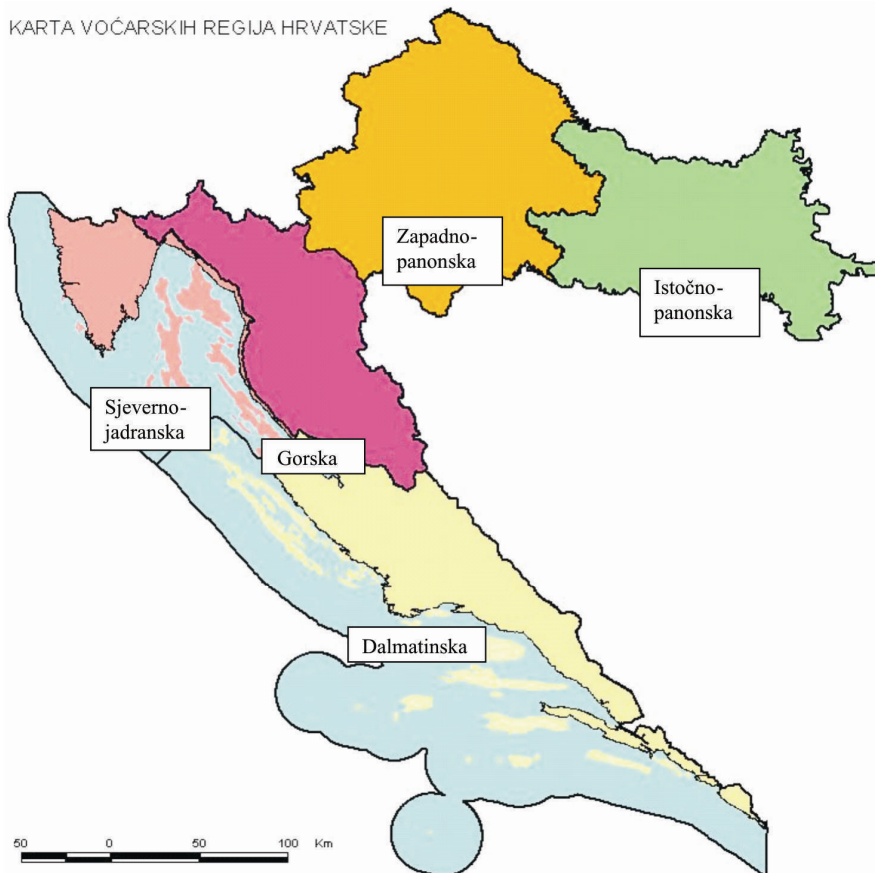 KARTA VOĆARSKIH REGIJA HRVATSKE
Zapadno-
panonska
Istočno-
panonska
Sjeverno-
jadranska
Gorska
Dalmatinska
50 0 50 100 Km